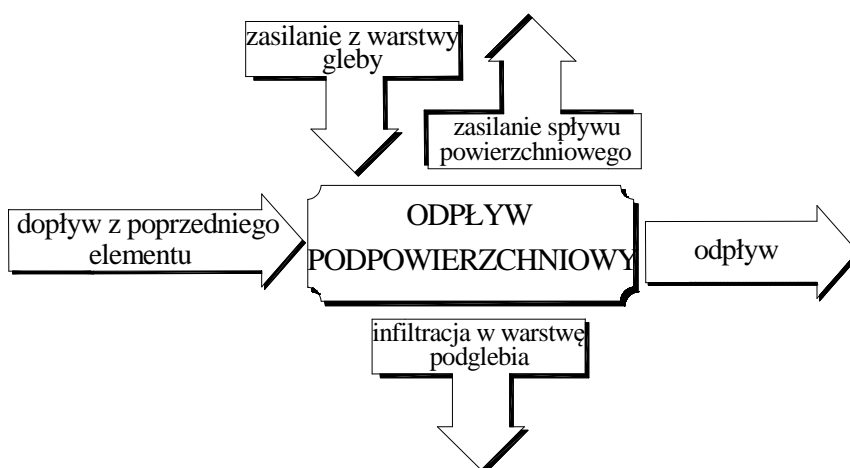 zasilanie z warstwy
gleby
zasilanie spływu
powierzchniowego
dopływ z poprzedniego
elementu
ODPŁYW
PODPOWIERZCHNIOWY
odpływ
infiltracja w warstwę
podglebia